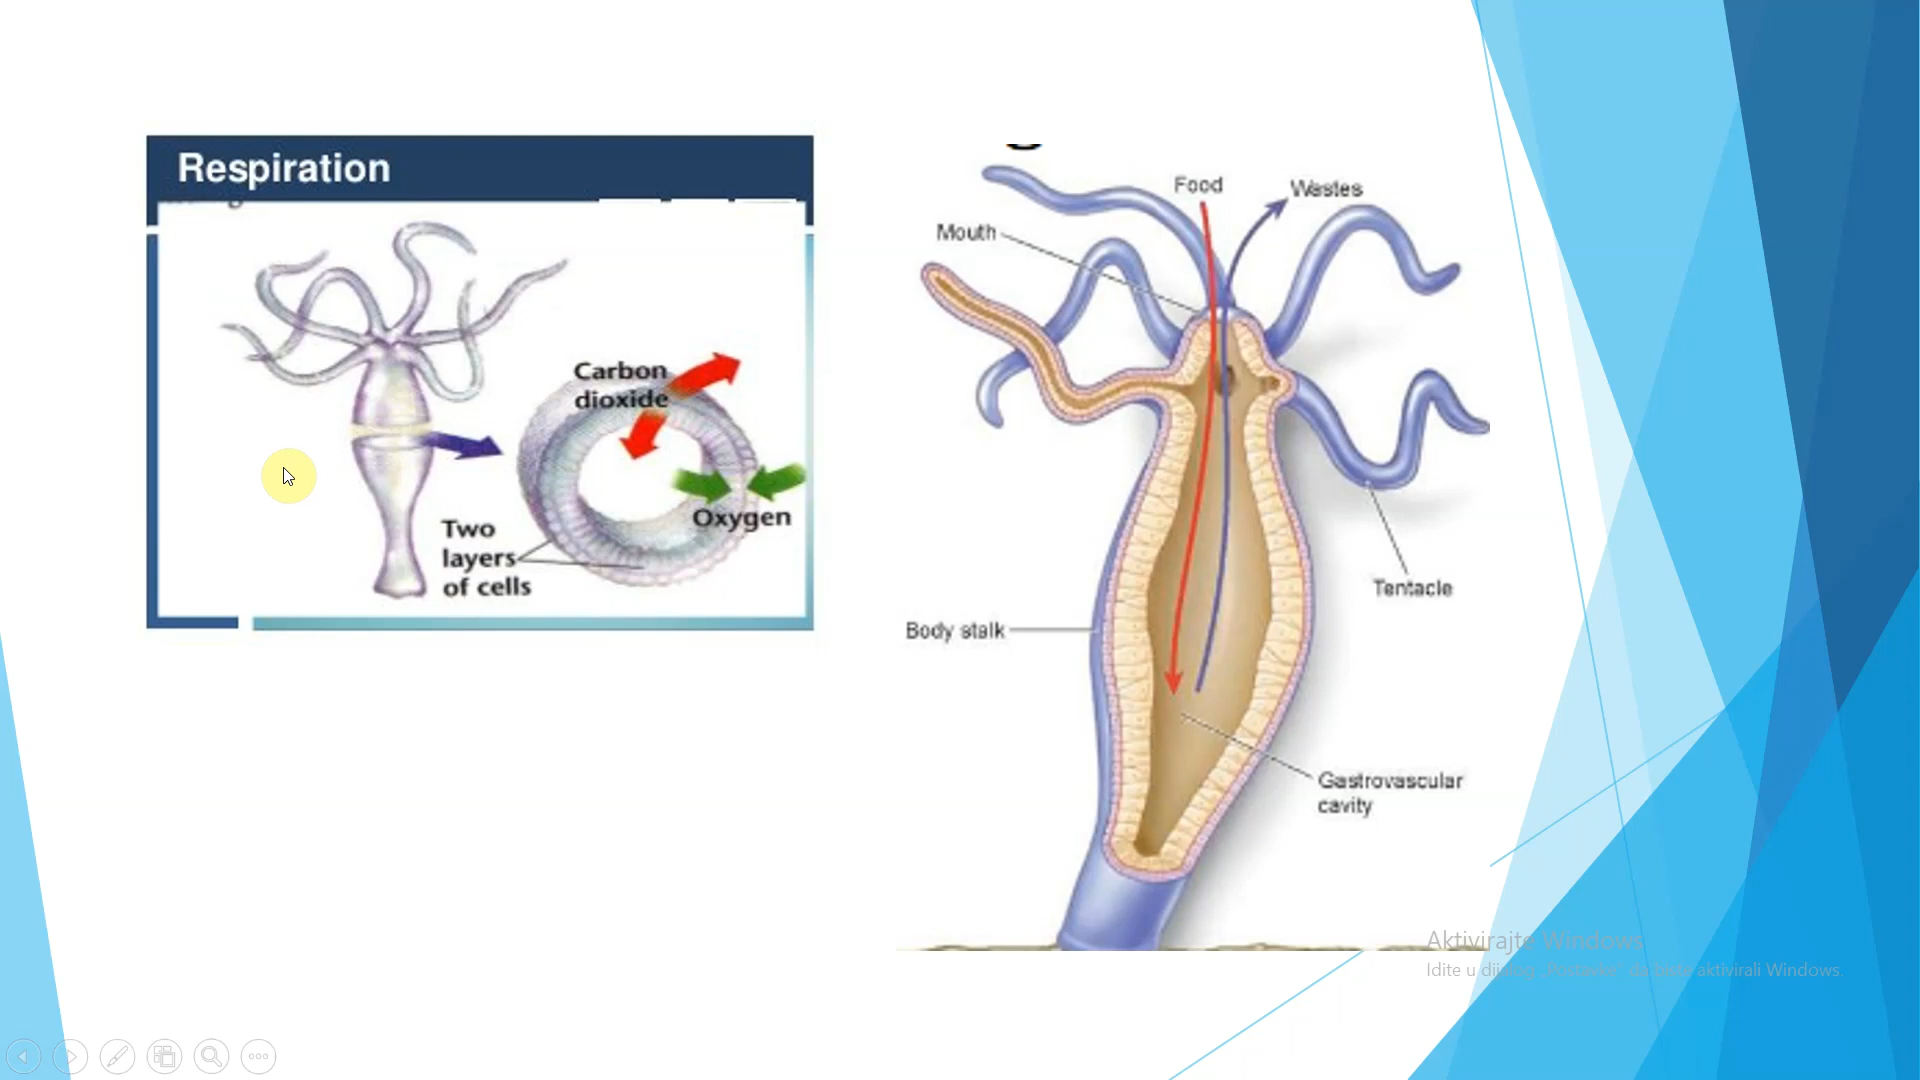 Respiration
Carbon
dioxide
Oxygen
Two
layers
of cells
Food
Wastes
Mouth
Tentacle
Body stalk
Gastrovascular
cavity
Aktivirajte Windows
Idite u dijalog „Postavke” da biste aktivirali Windows.